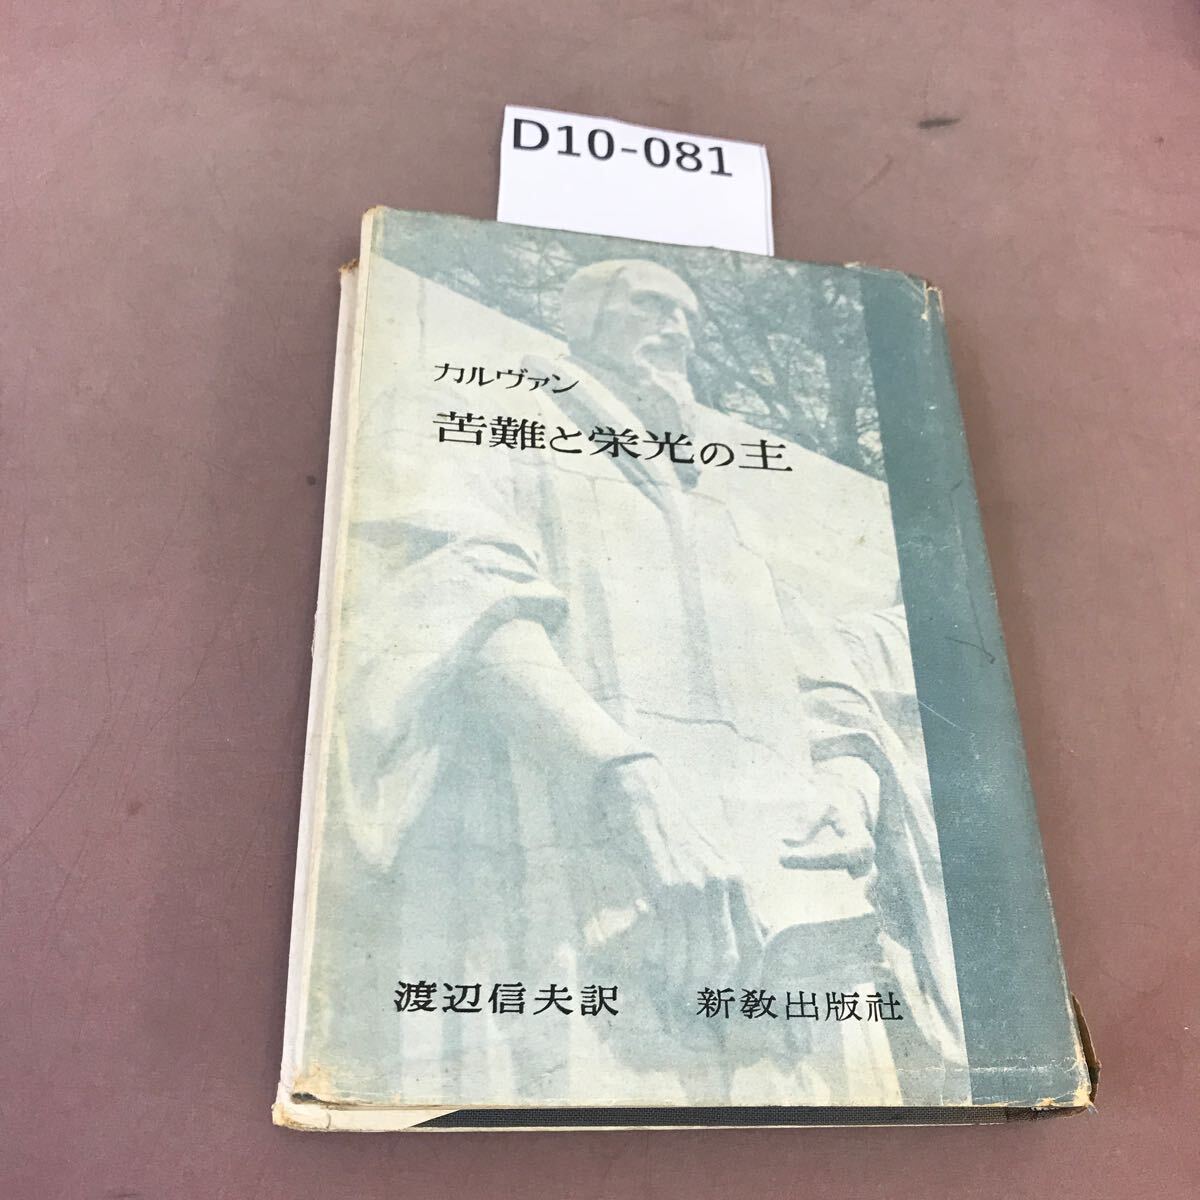 D10-081
カルヴァン
苦難と栄光の主
渡辺信夫訳 新教出版社